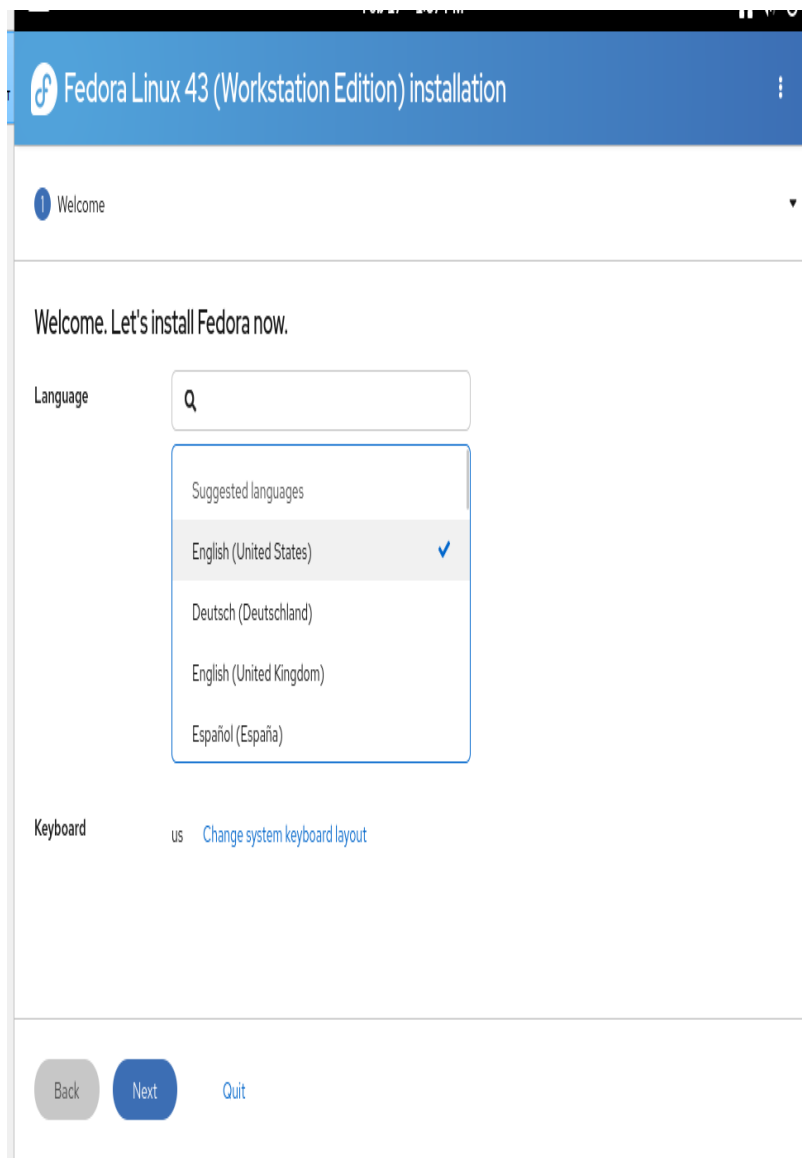 Fedora Linux 43 (Workstation Edition) installation
1 Welcome
Welcome. Let's install Fedora now.
Language
Suggested languages
English (United States)
Deutsch (Deutschland)
English (United Kingdom)
Español (España)
Keyboard us Change system keyboard layout
Back Next Quit